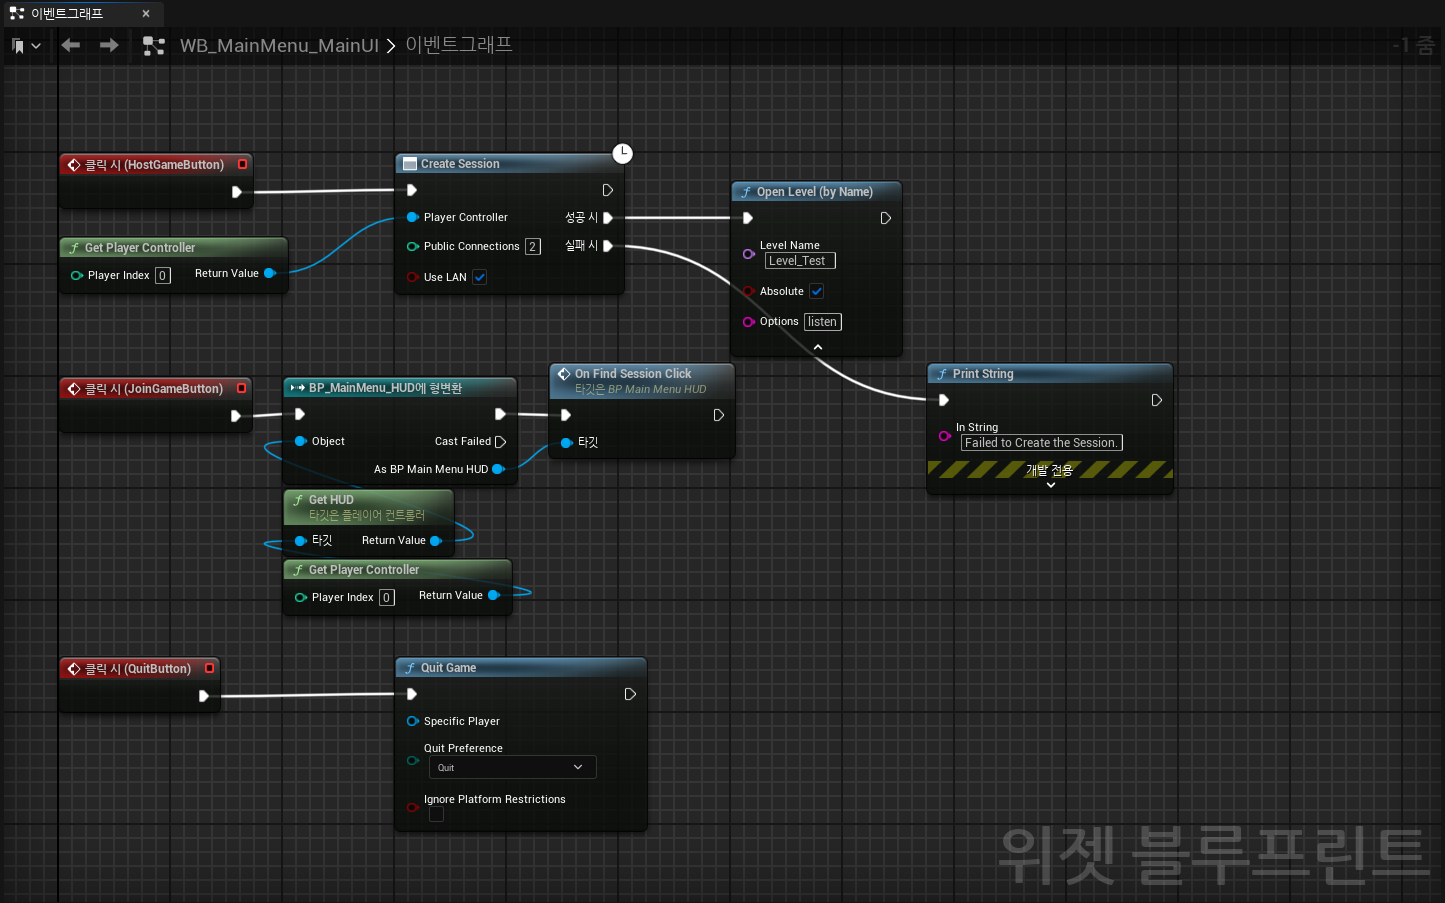 이벤트그래프
WB_MainMenu_MainUI
이벤트그래프
-1 줌
클릭 시 (HostGameButton)
Get Player Controller
Player Index 0
Return Value
Create Session
Player Controller
성공 시
Public Connections 2
실패 시
Use LAN
Open Level (by Name)
Level Name
Level_Test
Absolute
Options listen
클릭 시 (JoinGameButton)
BP_MainMenu_HUD에 형변환
Object
Cast Failed
As BP Main Menu HUD
On Find Session Click
타깃은 BP Main Menu HUD
타깃
Print String
In String
Failed to Create the Session.
개발 전용
Get HUD
타깃은 플레이어 컨트롤러
타깃
Return Value
Get Player Controller
Player Index 0
Return Value
클릭 시 (QuitButton)
Quit Game
Specific Player
Quit Preference
Quit
Ignore Platform Restrictions
위젯 블루프린트